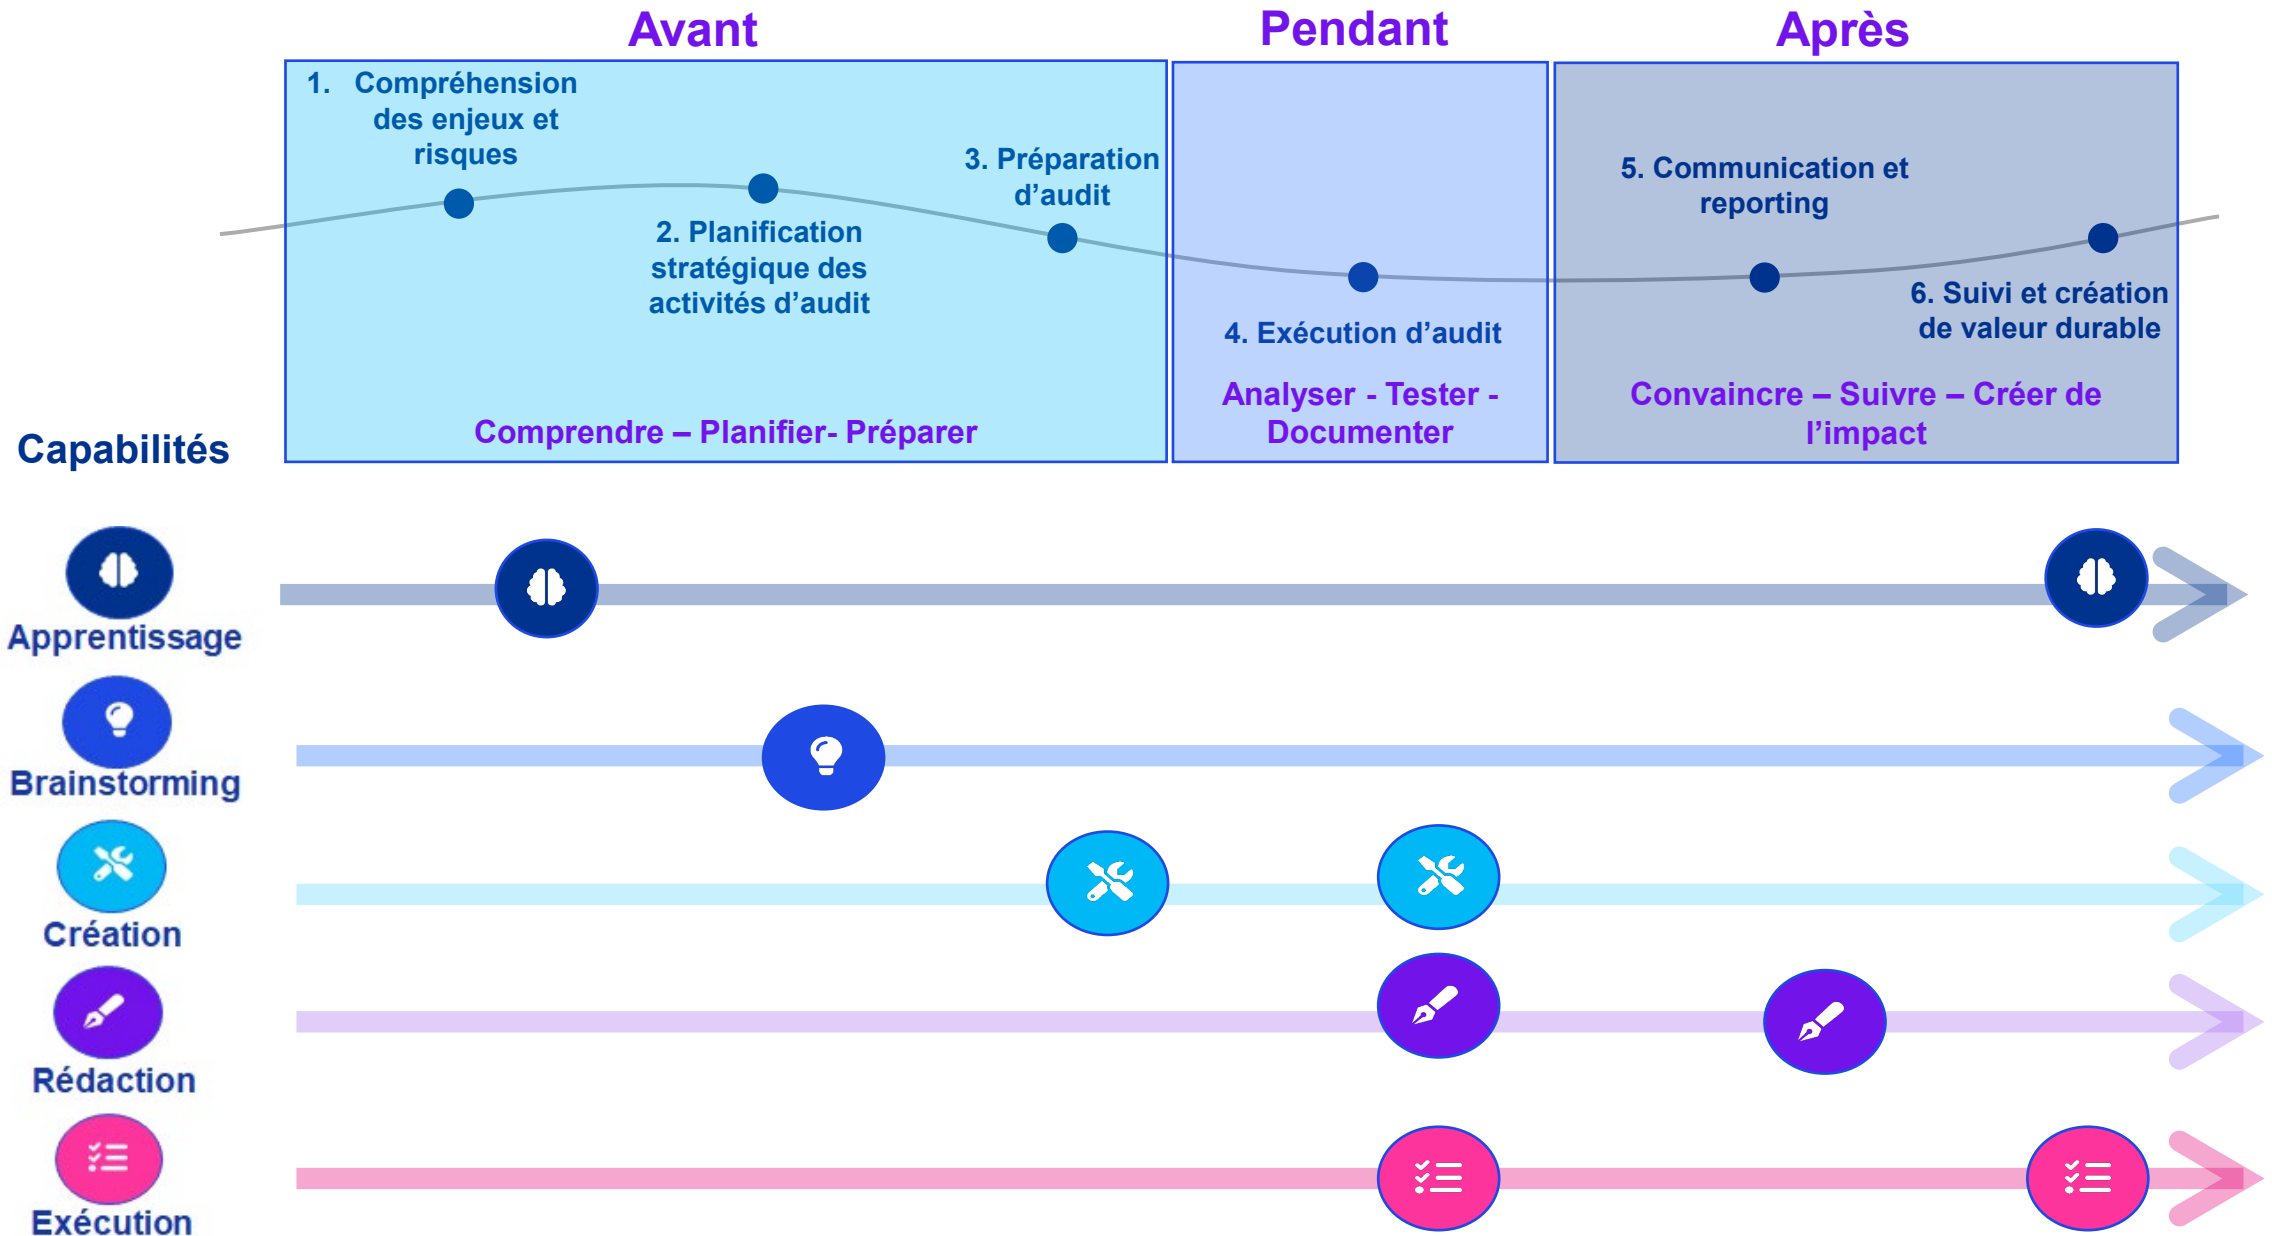 Avant
Pendant
Après
1. Compréhension
des enjeux et
risques
2. Planification
stratégique des
activités d’audit
3. Préparation
d’audit
Comprendre – Planifier- Préparer
4. Exécution d’audit
Analyser - Tester -
Documenter
5. Communication et
reporting
6. Suivi et création
de valeur durable
Convaincre – Suivre – Créer de
l’impact
Capabilités
Apprentissage
Brainstorming
Création
Rédaction
Exécution